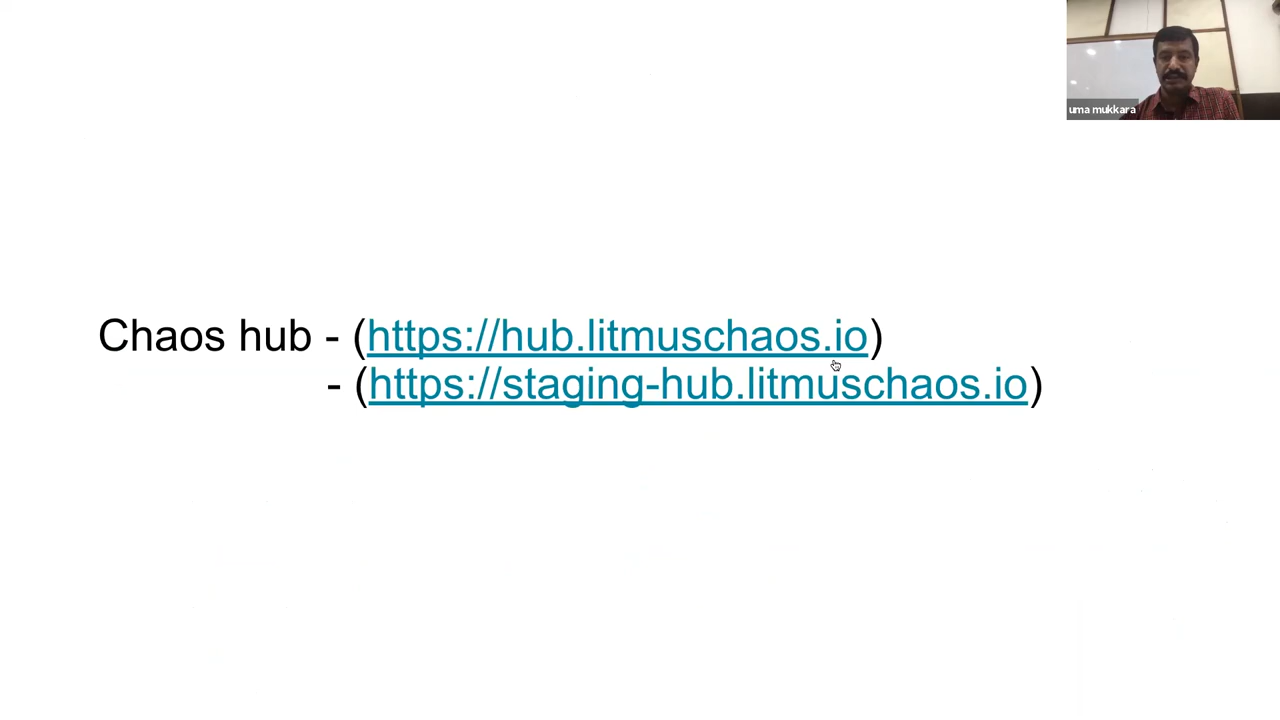 uma mukkara
Chaos hub - (https://hub.litmuschaos.io)
- (https://staging-hub.litmuschaos.io)